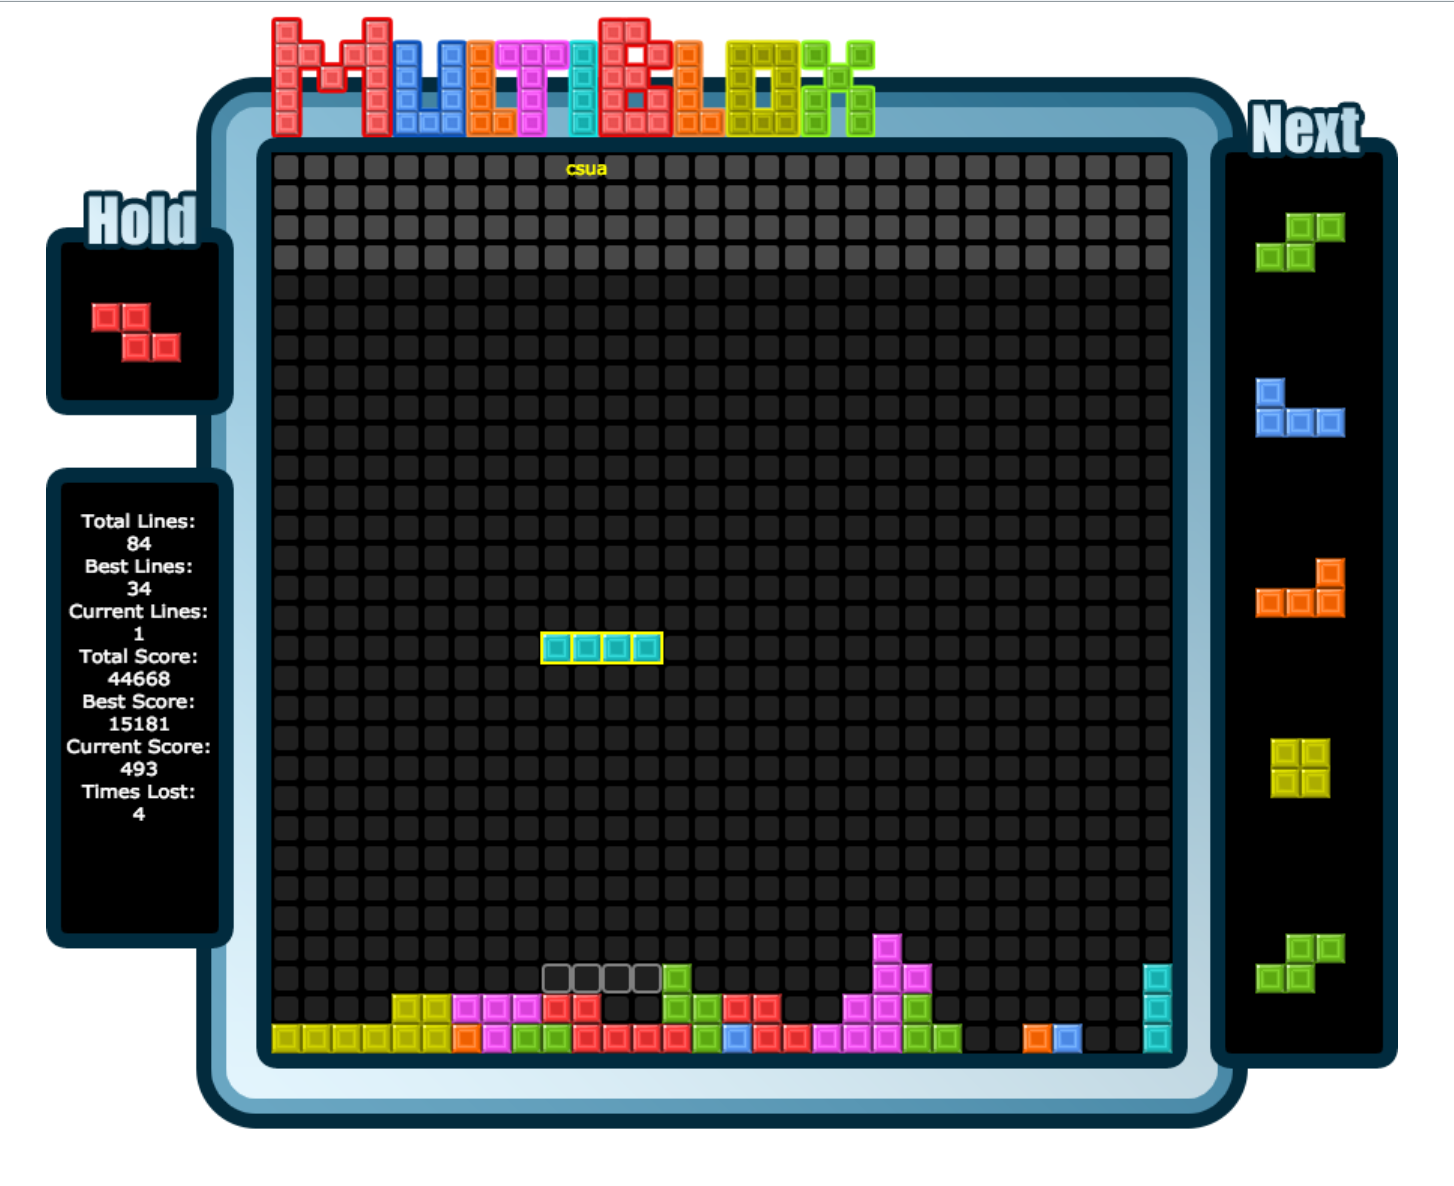 MULTIBLOX
Next
csua
Hold
Total Lines:
84
Best Lines:
34
Current Lines:
1
Total Score:
44668
Best Score:
15181
Current Score:
493
Times Lost:
4